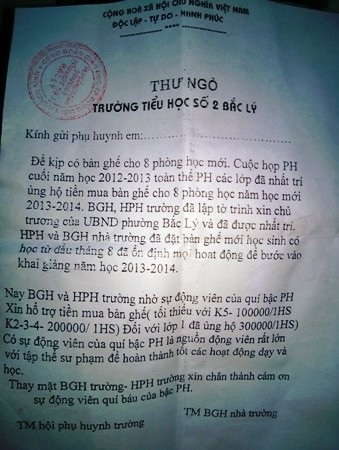 CỘNG HOÀ XÃ HỘI CHỦ NGHĨA VIỆT NAM
ĐỘC LẬP - TỰ DO - HẠNH PHÚC
THƯ NGỎ
TRƯỜNG TIỂU HỌC SỐ 2 BẮC LÝ
Kính gửi phụ huynh em:
Để kịp có bàn ghế cho 8 phòng học mới. Cuộc họp PH
cuối năm học 2012-2013 toàn thể PH các lớp đã nhất trí
ủng hộ tiền mua bàn ghế cho 8 phòng học năm học mới
2013-2014. BGH, HPH trường đã lập tờ trình xin chủ
trương của UBND phường Bắc Lý và đã được nhất trí.
HPH và BGH nhà trường đã đặt bàn ghế mới học sinh có
học từ đầu tháng 8 đã ổn định mọi hoạt động để bước vào
khai giảng năm học 2013-2014.
Nay BGH và HPH trường nhờ sự động viên của quí bậc PH
Xin hổ trợ tiền mua bàn ghế( tối thiểu với K5- 100000/1HS
K2-3-4- 200000/ 1HS) Đối với lớp 1 đã ủng hộ 300000/1HS)
Có sự động viên của quí bậc PH là nguồn động viên rất lớn
với tập thể sư phạm để hoàn thành tốt các hoạt động dạy và
học.
Thay mặt BGH trường- HPH trường xin chân thành cảm ơn
sự động viên quí báu của bậc PH.
TM hội phụ huynh trường
TM BGH nhà trường